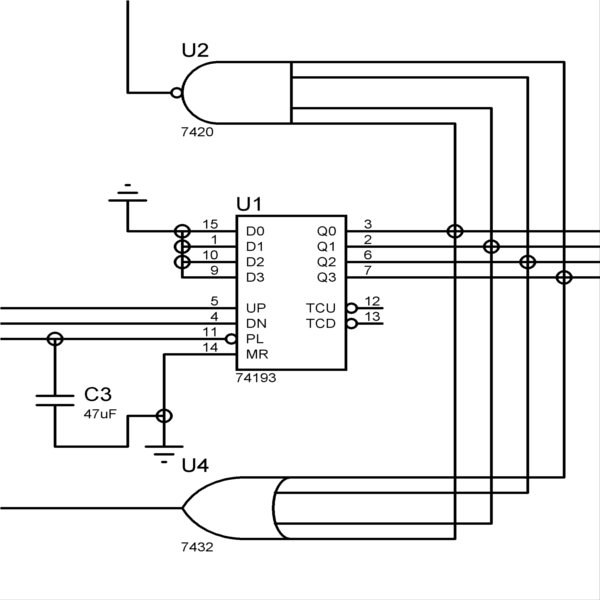 U2
7420
U1
15 D0 Q0 3
1 D1 Q1 2
10 D2 Q2 6
9 D3 Q3 7
5 UP TCU 12
4 DN TCD 13
11 PL
14 MR
74193
C3
47uF
U4
7432